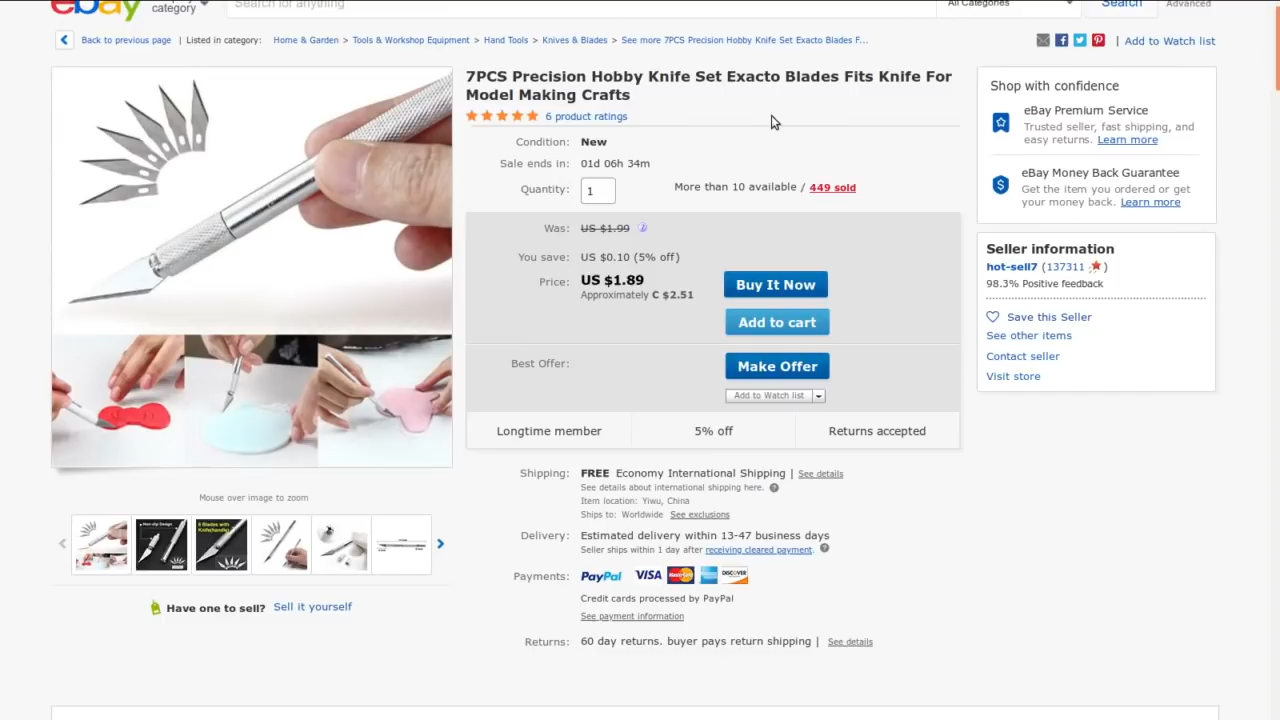 ebay
category
Search for anything
All Categories
Search
Advanced
Back to previous page | Listed in category: Home & Garden > Tools & Workshop Equipment > Hand Tools > Knives & Blades > See more 7PCS Precision Hobby Knife Set Exacto Blades F...
| Add to Watch list
7PCS Precision Hobby Knife Set Exacto Blades Fits Knife For
Model Making Crafts
6 product ratings
Condition: New
Sale ends in: 01d 06h 34m
Quantity: 1 More than 10 available / 449 sold
Was: US $1.99
You save: US $0.10 (5% off)
Price: US $1.89
Approximately C $2.51
Buy It Now
Add to cart
Best Offer:
Make Offer
Add to Watch list
Longtime member
5% off
Returns accepted
Shipping: FREE Economy International Shipping | See details
See details about international shipping here.
Item location: Yiwu, China
Ships to: Worldwide See exclusions
Delivery: Estimated delivery within 13-47 business days
Seller ships within 1 day after receiving cleared payment.
Payments: PayPal VISA MasterCard DISCOVER
Credit cards processed by PayPal
See payment information
Returns: 60 day returns. buyer pays return shipping | See details
Shop with confidence
eBay Premium Service
Trusted seller, fast shipping, and
easy returns. Learn more
eBay Money Back Guarantee
Get the item you ordered or get
your money back. Learn more
Seller information
hot-sell7 (137311 )
98.3% Positive feedback
Save this Seller
See other items
Contact seller
Visit store
Mouse over image to zoom
Non-slip Design
Have one to sell? Sell it yourself